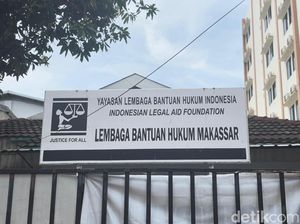 YAYASAN LEMBAGA BANTUAN HUKUM INDONESIA
INDONESIAN LEGAL AID FOUNDATION
LEMBAGA BANTUAN HUKUM MAKASSAR
JUSTICE FOR ALL
detikcom